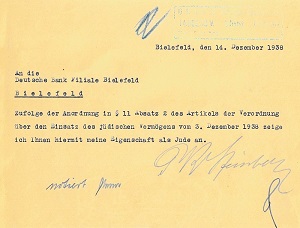 Bielefeld, den 14. Dezember 1938
An die
Deutsche Bank Filiale Bielefeld
Bielefeld
Zufolge der Anordnung in § 11 Absatz 2 des Artikels der Verordnung
über den Einsatz des jüdischen Vermögens vom 3. Dezember 1938 zeige
ich Ihnen hiermit meine Eigenschaft als Jude an.
notiert